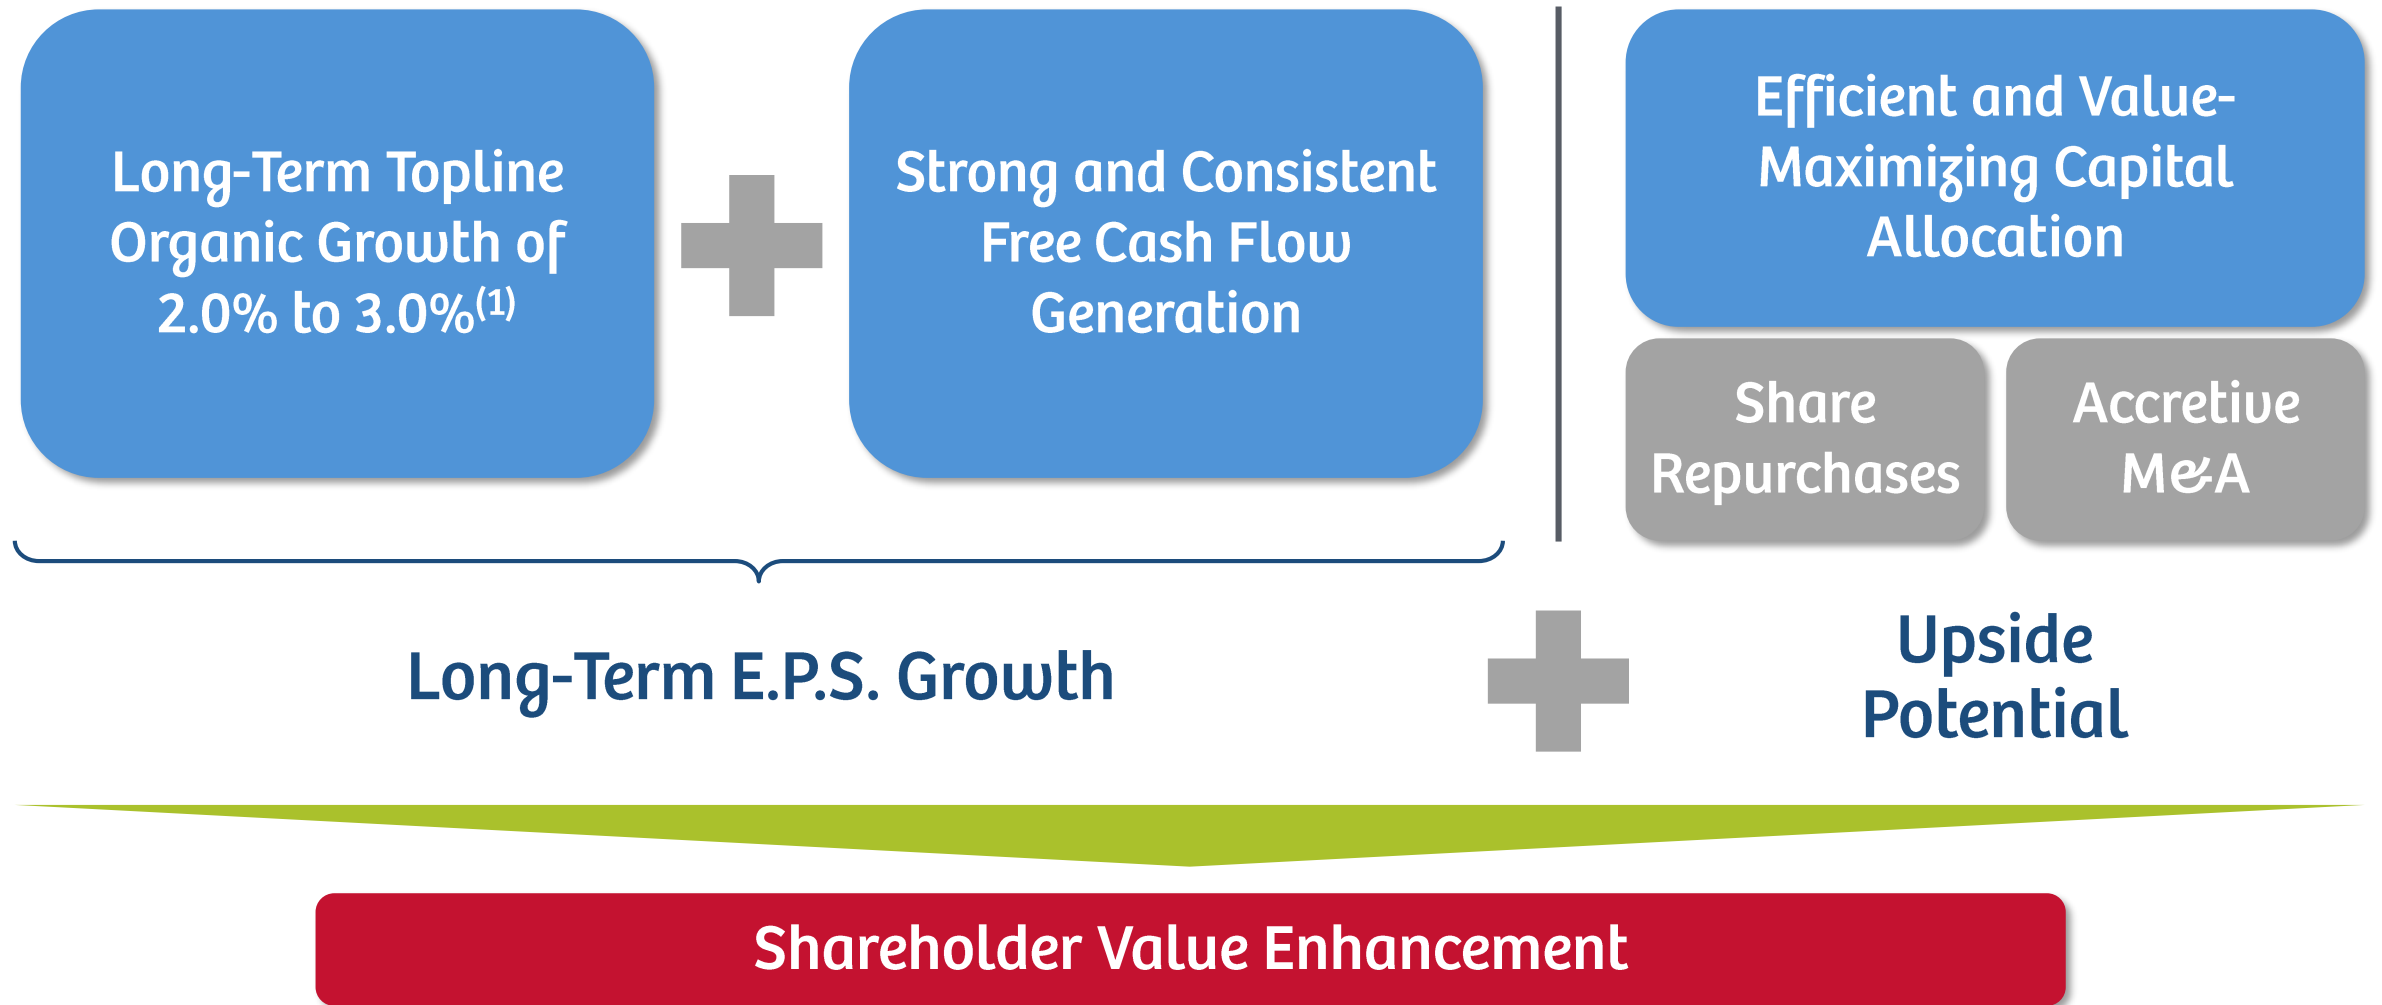 Long-Term Topline
Organic Growth of
2.0% to 3.0%(1)
Strong and Consistent
Free Cash Flow
Generation
Efficient and Value-
Maximizing Capital
Allocation
Share
Repurchases
Accretive
M&A
Long-Term E.P.S. Growth
Upside
Potential
Shareholder Value Enhancement